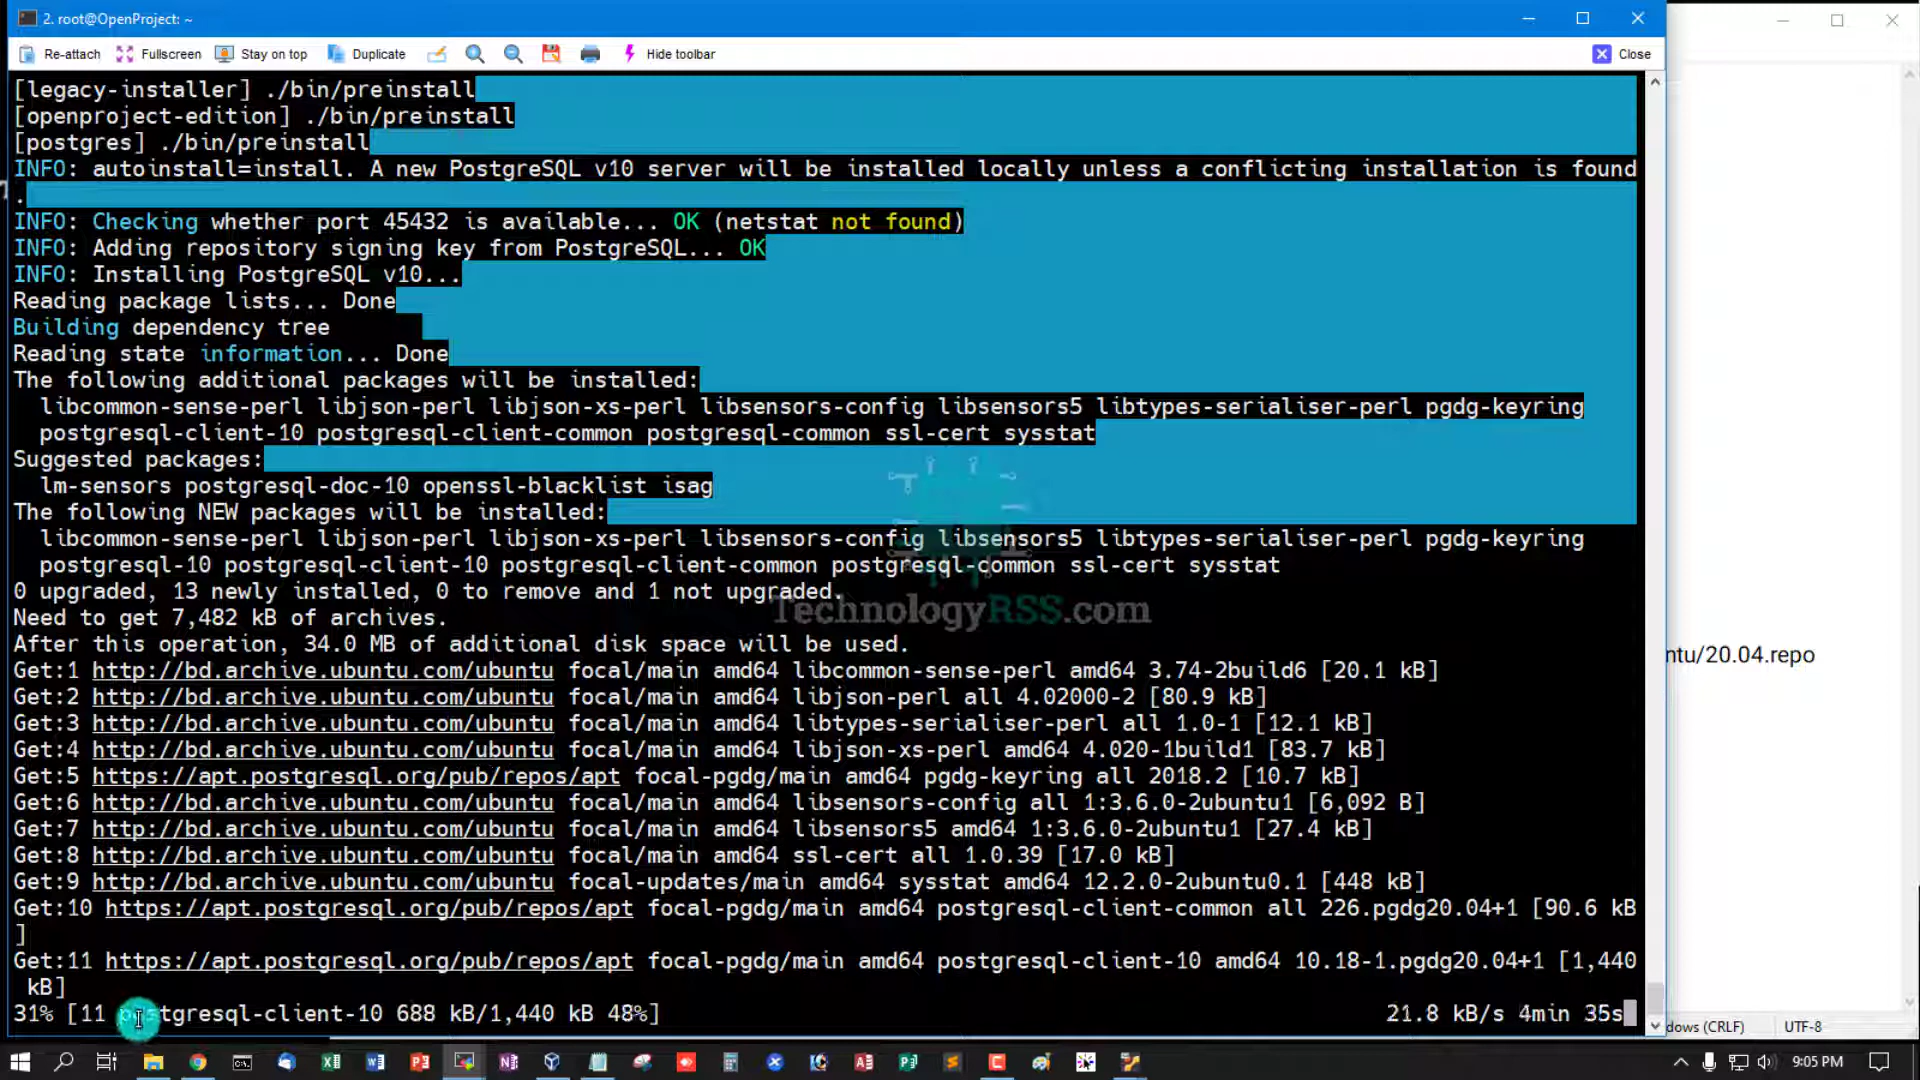 2. root@OpenProject: ~
Re-attach Fullscreen Stay on top Duplicate Hide toolbar Close
[legacy-installer] ./bin/preinstall
[openproject-edition] ./bin/preinstall
[postgres] ./bin/preinstall
INFO: autoinstall=install. A new PostgreSQL v10 server will be installed locally unless a conflicting installation is found
.
INFO: Checking whether port 45432 is available... OK (netstat not found)
INFO: Adding repository signing key from PostgreSQL... OK
INFO: Installing PostgreSQL v10...
Reading package lists... Done
Building dependency tree
Reading state information... Done
The following additional packages will be installed:
libcommon-sense-perl libjson-perl libjson-xs-perl libsensors-config libsensors5 libtypes-serialiser-perl pgdg-keyring
postgresql-client-10 postgresql-client-common postgresql-common ssl-cert sysstat
Suggested packages:
lm-sensors postgresql-doc-10 openssl-blacklist isag
The following NEW packages will be installed:
libcommon-sense-perl libjson-perl libjson-xs-perl libsensors-config libsensors5 libtypes-serialiser-perl pgdg-keyring
postgresql-10 postgresql-client-10 postgresql-client-common postgresql-common ssl-cert sysstat
0 upgraded, 13 newly installed, 0 to remove and 1 not upgraded.
Need to get 7,482 kB of archives.
TechnologyRSS.com
After this operation, 34.0 MB of additional disk space will be used.
ntu/20.04.repo
Get:1 http://bd.archive.ubuntu.com/ubuntu focal/main amd64 libcommon-sense-perl amd64 3.74-2build6 [20.1 kB]
Get:2 http://bd.archive.ubuntu.com/ubuntu focal/main amd64 libjson-perl all 4.02000-2 [80.9 kB]
Get:3 http://bd.archive.ubuntu.com/ubuntu focal/main amd64 libtypes-serialiser-perl all 1.0-1 [12.1 kB]
Get:4 http://bd.archive.ubuntu.com/ubuntu focal/main amd64 libjson-xs-perl amd64 4.020-1build1 [83.7 kB]
Get:5 https://apt.postgresql.org/pub/repos/apt focal-pgdg/main amd64 pgdg-keyring all 2018.2 [10.7 kB]
Get:6 http://bd.archive.ubuntu.com/ubuntu focal/main amd64 libsensors-config all 1:3.6.0-2ubuntu1 [6,092 B]
Get:7 http://bd.archive.ubuntu.com/ubuntu focal/main amd64 libsensors5 amd64 1:3.6.0-2ubuntu1 [27.4 kB]
Get:8 http://bd.archive.ubuntu.com/ubuntu focal/main amd64 ssl-cert all 1.0.39 [17.0 kB]
Get:9 http://bd.archive.ubuntu.com/ubuntu focal-updates/main amd64 sysstat amd64 12.2.0-2ubuntu0.1 [448 kB]
Get:10 https://apt.postgresql.org/pub/repos/apt focal-pgdg/main amd64 postgresql-client-common all 226.pgdg20.04+1 [90.6 kB
]
Get:11 https://apt.postgresql.org/pub/repos/apt focal-pgdg/main amd64 postgresql-client-10 amd64 10.18-1.pgdg20.04+1 [1,440
kB]
31% [11 postgresql-client-10 688 kB/1,440 kB 48%] 21.8 kB/s 4min 35s
dows (CRLF) UTF-8
9:05 PM